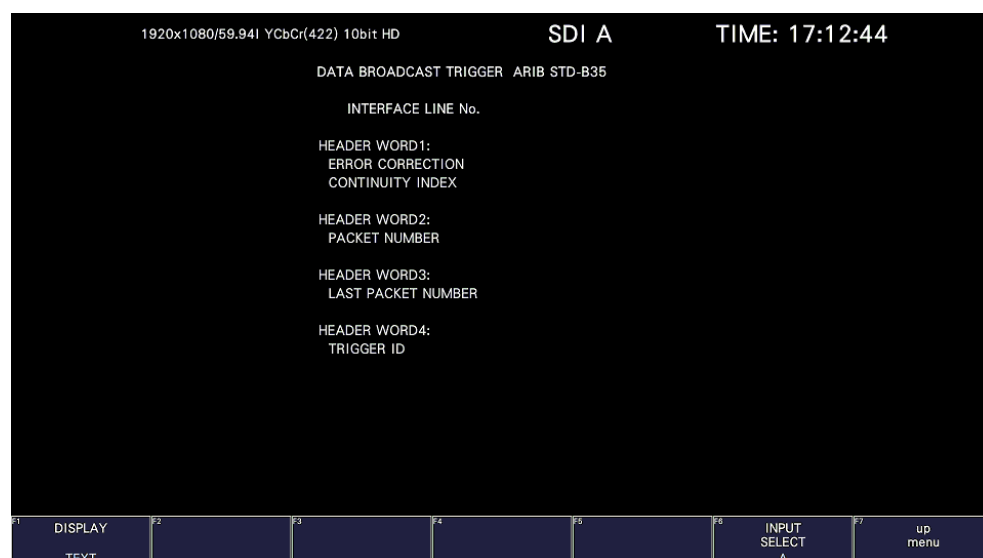 1920x1080/59.94I YCbCr(422) 10bit HD SDI A TIME: 17:12:44
DATA BROADCAST TRIGGER ARIB STD-B35
INTERFACE LINE No.
HEADER WORD1:
ERROR CORRECTION
CONTINUITY INDEX
HEADER WORD2:
PACKET NUMBER
HEADER WORD3:
LAST PACKET NUMBER
HEADER WORD4:
TRIGGER ID
F1 DISPLAY F2 F3 F4 F5 F6 INPUT F7 up
SELECT menu
TEXT A